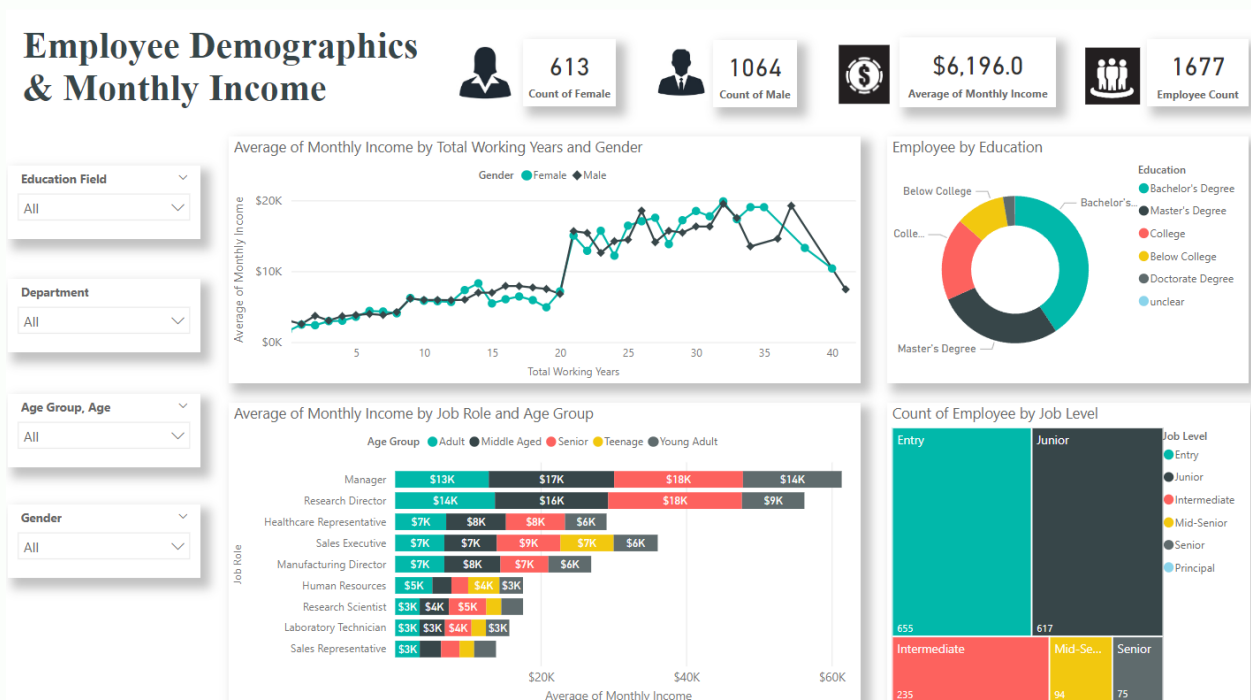 Employee Demographics
& Monthly Income
613
Count of Female
1064
Count of Male
$6,196.0
Average of Monthly Income
1677
Employee Count
Education Field
All
Department
All
Age Group, Age
All
Gender
All
Average of Monthly Income by Total Working Years and Gender
Gender Female Male
Average of Monthly Income
$20K
$10K
$0K
5 10 15 20 25 30 35 40
Total Working Years
Employee by Education
Below College
Bachelor's...
Colle...
Master's Degree
Education
Bachelor's Degree
Master's Degree
College
Below College
Doctorate Degree
unclear
Average of Monthly Income by Job Role and Age Group
Age Group Adult Middle Aged Senior Teenage Young Adult
Job Role
Manager $13K $17K $18K $14K
Research Director $14K $16K $18K $9K
Healthcare Representative $7K $8K $8K $6K
Sales Executive $7K $7K $9K $7K $6K
Manufacturing Director $7K $8K $7K $6K
Human Resources $5K $4K $3K
Research Scientist $3K $4K $5K
Laboratory Technician $3K $3K $4K $3K
Sales Representative $3K
$20K $40K $60K
Average of Monthly Income
Count of Employee by Job Level
Entry
655
Junior
617
Intermediate
235
Mid-Se...
94
Senior
75
Job Level
Entry
Junior
Intermediate
Mid-Senior
Senior
Principal